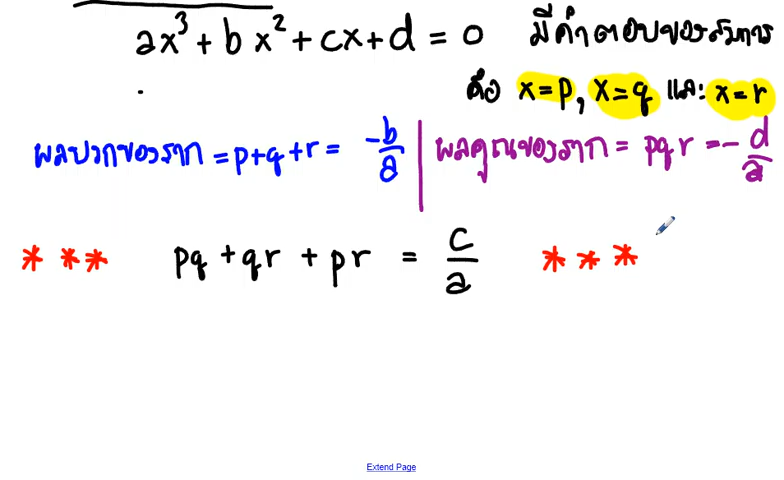 ax³ + bx² + cx + d = 0 มีคำตอบของสมการ
คือ x=p, x=q และ x=r
ผลบวกของราก = p+q+r = -b/a | ผลคูณของราก = pqr = -d/a
*** pq + qr + pr = c/a ***
Extend Page